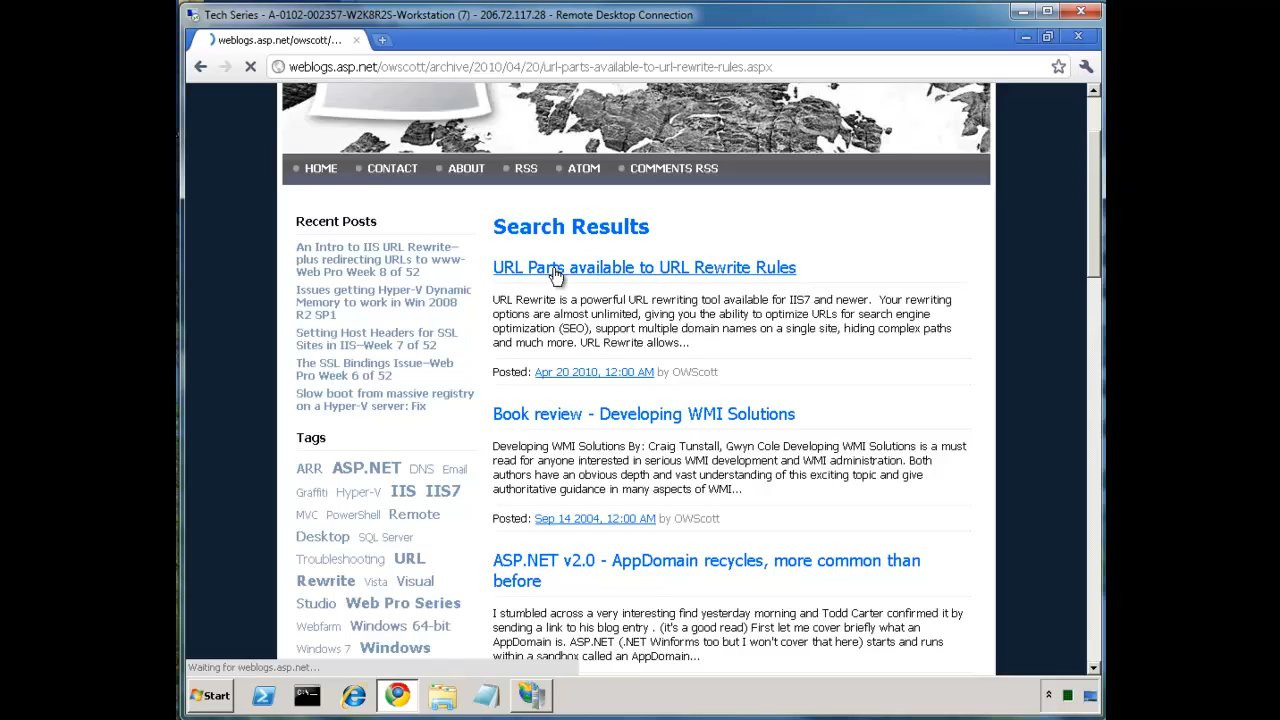 Tech Series - A-0102-002357-W2K8R2S-Workstation (7) - 206.72.117.28 - Remote Desktop Connection
weblogs.asp.net/owscott/...
weblogs.asp.net/owscott/archive/2010/04/20/url-parts-available-to-url-rewrite-rules.aspx
HOME CONTACT ABOUT RSS ATOM COMMENTS RSS
Recent Posts
An Intro to IIS URL Rewrite–
plus redirecting URLs to www-
Web Pro Week 8 of 52
Issues getting Hyper-V Dynamic
Memory to work in Win 2008
R2 SP1
Setting Host Headers for SSL
Sites in IIS–Week 7 of 52
The SSL Bindings Issue–Web
Pro Week 6 of 52
Slow boot from massive registry
on a Hyper-V server: Fix
Tags
ARR ASP.NET DNS Email
Graffiti Hyper-V IIS IIS7
MVC PowerShell Remote
Desktop SQL Server
Troubleshooting URL
Rewrite Vista Visual
Studio Web Pro Series
Webfarm Windows 64-bit
Windows 7 Windows
Search Results
URL Parts available to URL Rewrite Rules
URL Rewrite is a powerful URL rewriting tool available for IIS7 and newer. Your rewriting
options are almost unlimited, giving you the ability to optimize URLs for search engine
optimization (SEO), support multiple domain names on a single site, hiding complex paths
and much more. URL Rewrite allows...
Posted: Apr 20 2010, 12:00 AM by OWScott
Book review - Developing WMI Solutions
Developing WMI Solutions By: Craig Tunstall, Gwyn Cole Developing WMI Solutions is a must
read for anyone interested in serious WMI development and WMI administration. Both
authors have an obvious depth and vast understanding of this exciting topic and give
authoritative guidance in many aspects of WMI...
Posted: Sep 14 2004, 12:00 AM by OWScott
ASP.NET v2.0 - AppDomain recycles, more common than
before
I stumbled across a very interesting find yesterday morning and Todd Carter confirmed it by
sending a link to his blog entry . (it's a good read) First let me cover briefly what an
AppDomain is. ASP.NET (.NET Winforms too but I won't cover that here) starts and runs
within a sandbox called an AppDomain...
Waiting for weblogs.asp.net...
Start